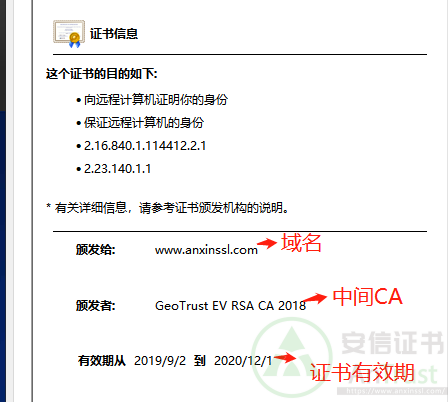 证书信息
这个证书的目的如下:
• 向远程计算机证明你的身份
• 保证远程计算机的身份
• 2.16.840.1.114412.2.1
• 2.23.140.1.1
* 有关详细信息，请参考证书颁发机构的说明。
颁发给: www.anxinssl.com 域名
颁发者: GeoTrust EV RSA CA 2018 中间CA
安信证书
有效期从 2019/9/2 到 2020/12/1 证书有效期